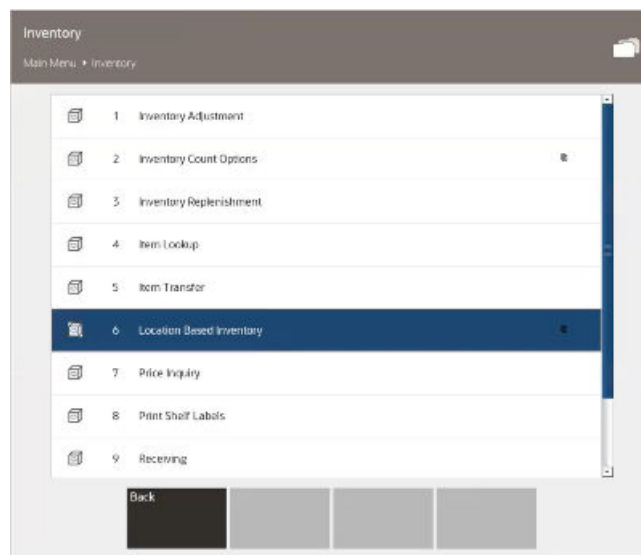 Inventory
Main Menu ▸ Inventory
1 Inventory Adjustment
2 Inventory Count Options
3 Inventory Replenishment
4 Item Lookup
5 Item Transfer
6 Location Based Inventory
7 Price Inquiry
8 Print Shelf Labels
9 Receiving
Back